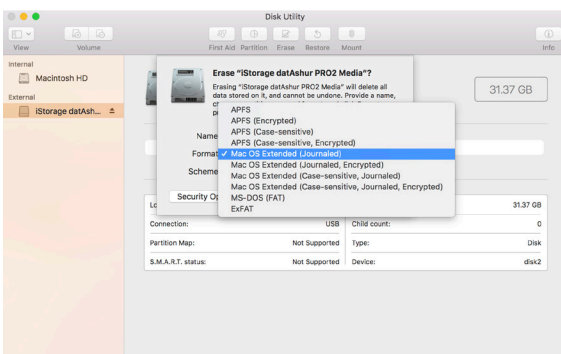 Disk Utility
View
Volume
First Aid
Partition
Erase
Restore
Mount
Info
Internal
Macintosh HD
External
iStorage datAsh...
Erase "iStorage datAshur PRO2 Media"?
Erasing "iStorage datAshur PRO2 Media" will delete all
data stored on it, and cannot be undone. Provide a name,
31.37 GB
Name
Format
Scheme
APFS
APFS (Encrypted)
APFS (Case-sensitive)
APFS (Case-sensitive, Encrypted)
✓ Mac OS Extended (Journaled)
Mac OS Extended (Journaled, Encrypted)
Mac OS Extended (Case-sensitive, Journaled)
Mac OS Extended (Case-sensitive, Journaled, Encrypted)
MS-DOS (FAT)
ExFAT
Security Op
Lo
31.37 GB
Connection:
USB
Child count:
0
Partition Map:
Not Supported
Type:
Disk
S.M.A.R.T. status:
Not Supported
Device:
disk2